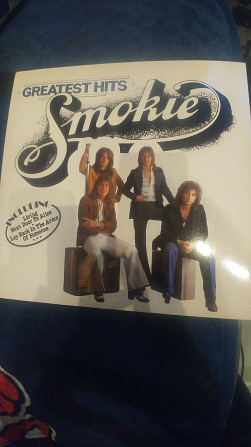 GREATEST HITS
Smokie
INCLUDING
Living
Next Door To Alice
Lay Back In The Arms
Of Someone
...